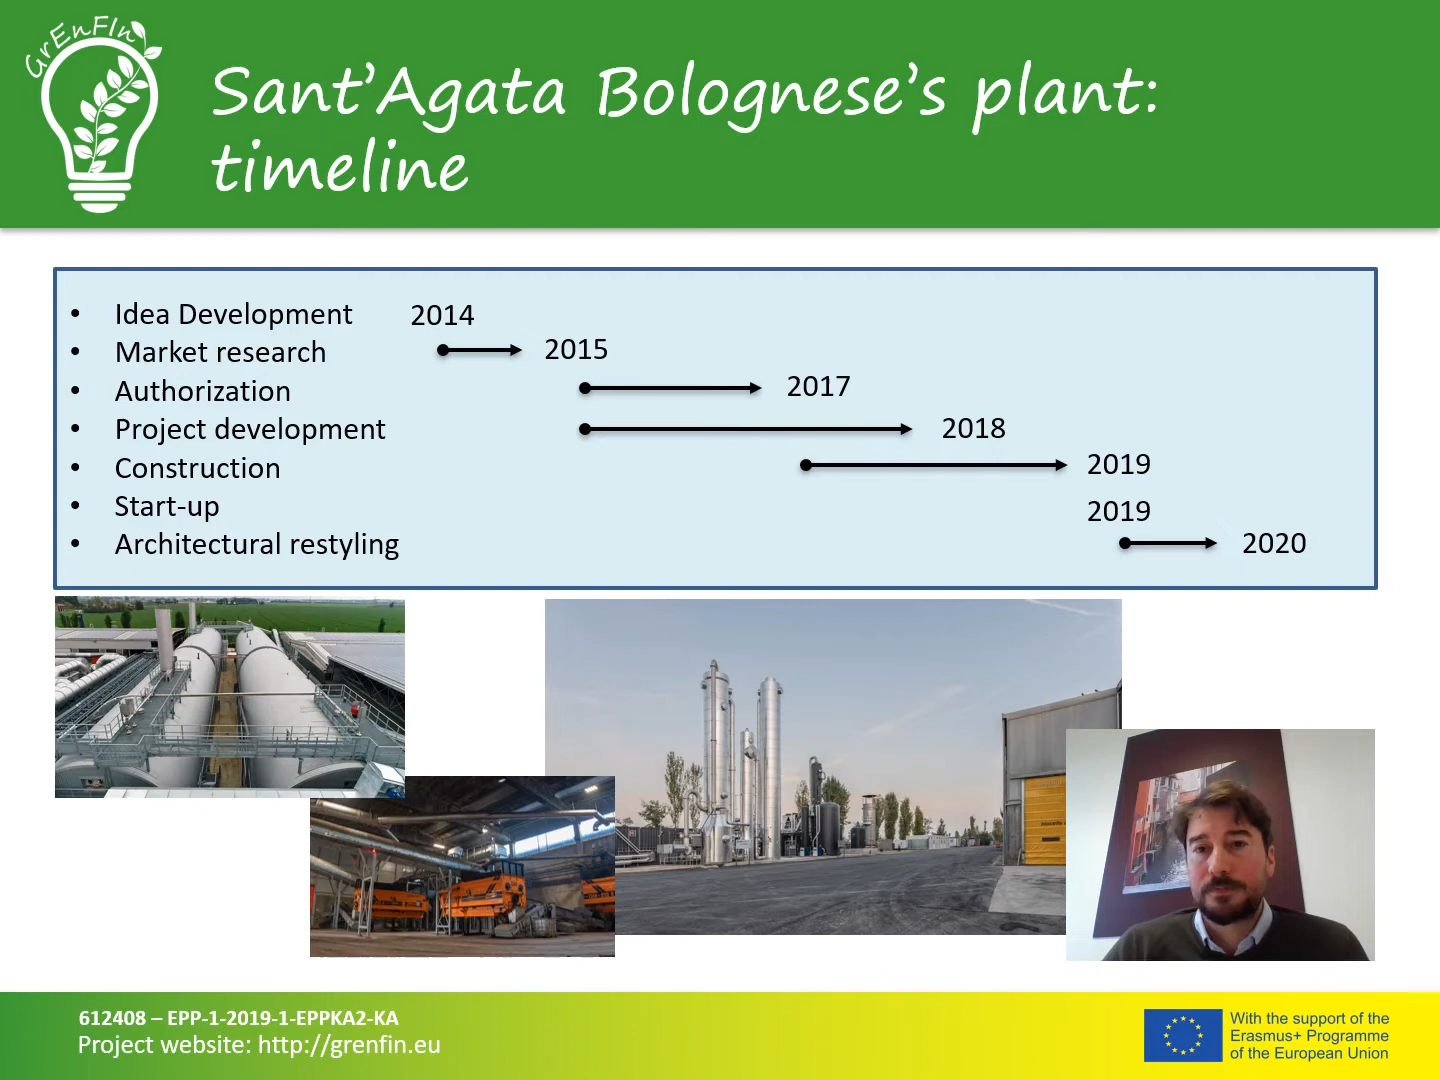 GrEnFIn
Sant’Agata Bolognese’s plant:
timeline
• Idea Development 2014
• Market research 2015
• Authorization 2017
• Project development 2018
• Construction 2019
• Start-up 2019
• Architectural restyling 2020
612408 – EPP-1-2019-1-EPPKA2-KA
Project website: http://grenfin.eu
With the support of the
Erasmus+ Programme
of the European Union